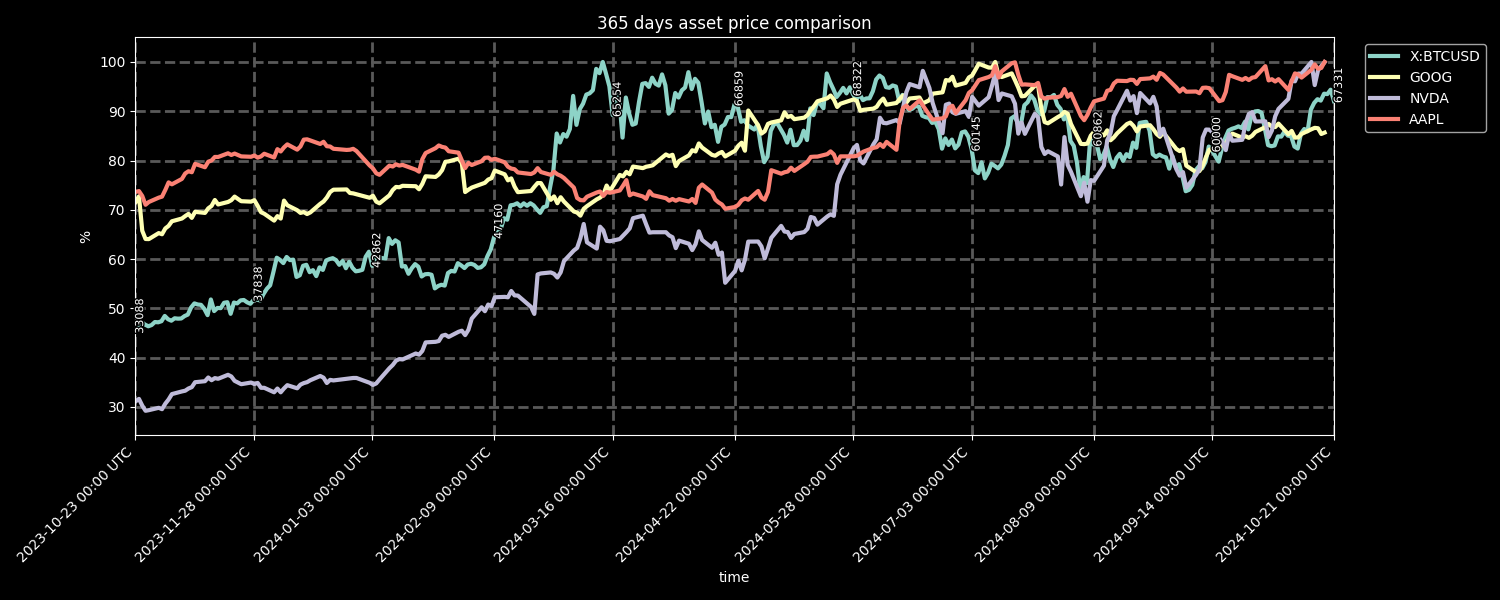 365 days asset price comparison
X:BTCUSD
GOOG
NVDA
AAPL
100
90
80
70
60
50
40
30
%
33088
37838
42862
47160
65254
66859
68322
60145
60862
60000
67331
2023-10-23 00:00 UTC
2023-11-28 00:00 UTC
2024-01-03 00:00 UTC
2024-02-09 00:00 UTC
2024-03-16 00:00 UTC
2024-04-22 00:00 UTC
2024-05-28 00:00 UTC
2024-07-03 00:00 UTC
2024-08-09 00:00 UTC
2024-09-14 00:00 UTC
2024-10-21 00:00 UTC
time